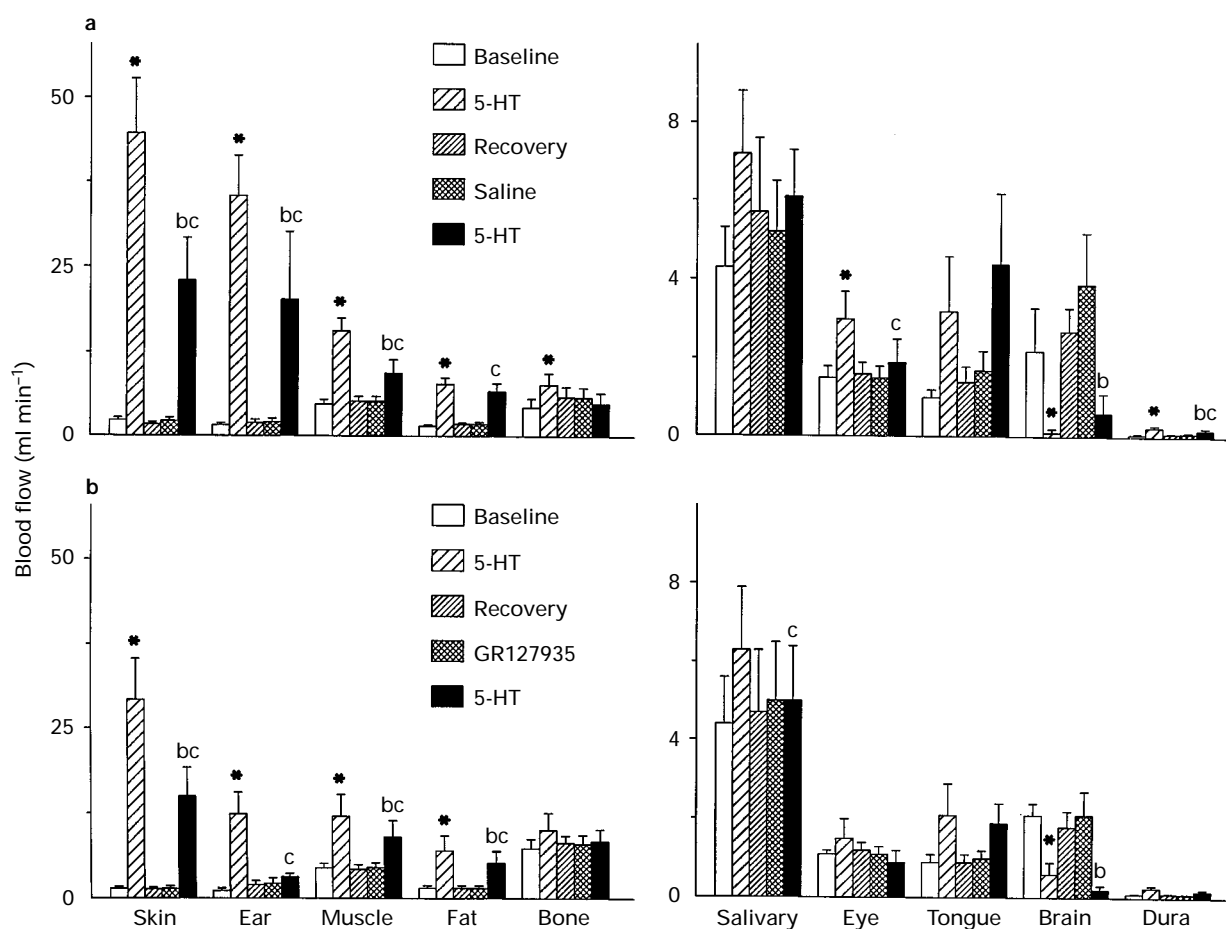 a
50
25
0
Baseline
5-HT
Recovery
Saline
5-HT
*
*
*
*
*
bc
bc
bc
c
8
4
0
*
c
*
b
*
bc
Blood flow (ml min⁻¹)
b
50
25
0
Baseline
5-HT
Recovery
GR127935
5-HT
*
*
*
*
bc
c
bc
bc
8
4
0
c
*
b
Skin Ear Muscle Fat Bone
Salivary Eye Tongue Brain Dura